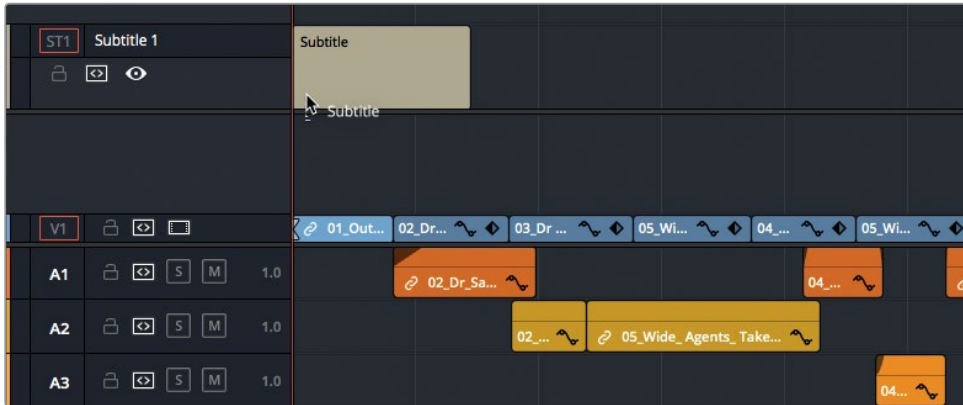 ST1 Subtitle 1 Subtitle
Subtitle
V1 01_Out... 02_Dr... 03_Dr ... 05_Wi... 04_... 05_Wi...
A1 S M 1.0 02_Dr_Sa... 04_...
A2 S M 1.0 02_... 05_Wide_ Agents_ Take...
A3 S M 1.0 04...